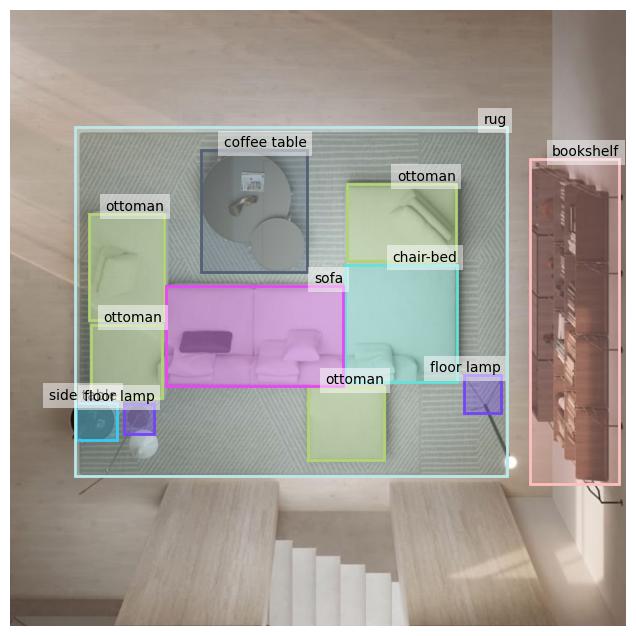 rug
coffee table
bookshelf
ottoman
ottoman
chair-bed
sofa
ottoman
floor lamp
ottoman
side table
floor lamp